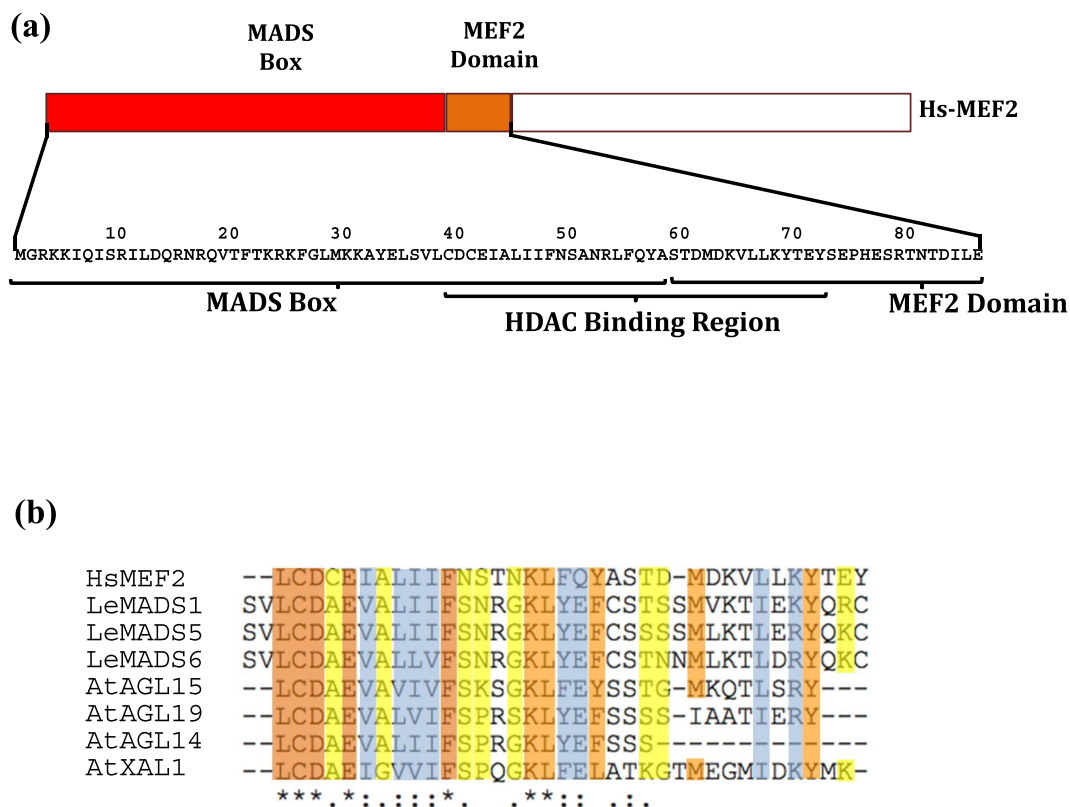 (a)
MADS
Box
MEF2
Domain
Hs-MEF2
10 20 30 40 50 60 70 80
MGRKKIQISRILDQRNRQVTFTKRKFGLMKKAYELSVLCDCEIALIIFNSANRLFQYASTDMDKVLLKYTEYSEPHESRTNTDILE
MADS Box
HDAC Binding Region
MEF2 Domain
(b)
HsMEF2 --LCDCEIALIIFNSTNKLFQYASTD-MDKVLLKYTEY
LeMADS1 SVLCDAEVALIIFSNRGKLYEFCSTSSMVKTIEKYQRC
LeMADS5 SVLCDAEVALIIFSNRGKLYEFCSSSSMLKTLERYQKC
LeMADS6 SVLCDAEVALLVFSNRGKLYEFCSTNNMLKTLDRYQKC
AtAGL15 --LCDAEVAVIVFSKSGKLFEYSSTG-MKQTLSRY---
AtAGL19 --LCDAEVALVIFSPRSKLYEFSSSS-IAATIERY---
AtAGL14 --LCDAEVALIIFSPRGKLYEFSSS-------------
AtXAL1 --LCDAEIGVVIFSPQGKLFELATKGTMEGMIDKYMK-
***.*:.:::*. .**:: .:.